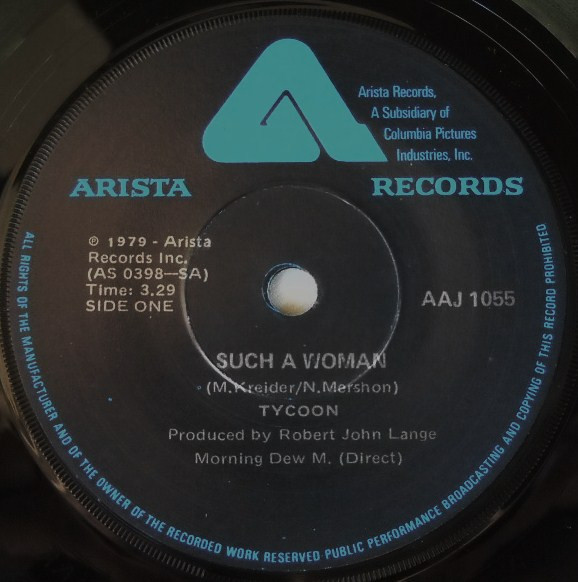 Arista Records,
A Subsidiary of
Columbia Pictures
Industries, Inc.
ARISTA RECORDS
℗ 1979 - Arista
Records Inc.
(AS 0398—SA)
Time: 3.29
SIDE ONE
AAJ 1055
SUCH A WOMAN
(M.Kreider/N.Mershon)
TYCOON
Produced by Robert John Lange
Morning Dew M. (Direct)
ALL RIGHTS OF THE MANUFACTURER AND OF THE OWNER OF THE RECORDED WORK RESERVED PUBLIC PERFORMANCE BROADCASTING AND COPYING OF THIS RECORD PROHIBITED